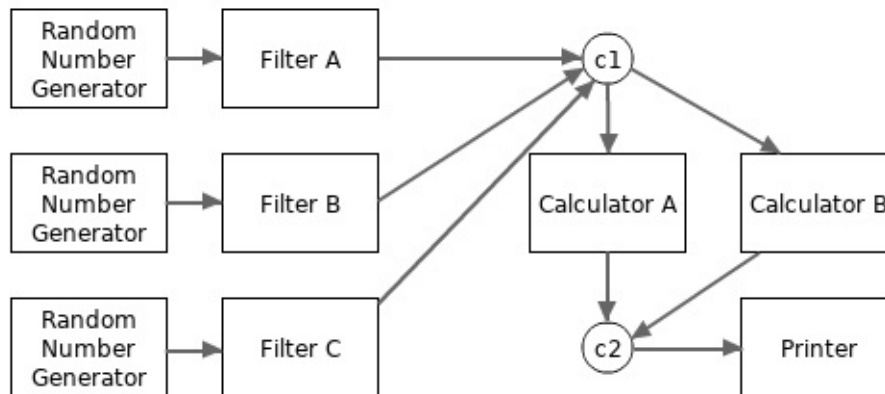 Random
Number
Generator
Filter A
c1
Random
Number
Generator
Filter B
Calculator A
Calculator B
Random
Number
Generator
Filter C
c2
Printer